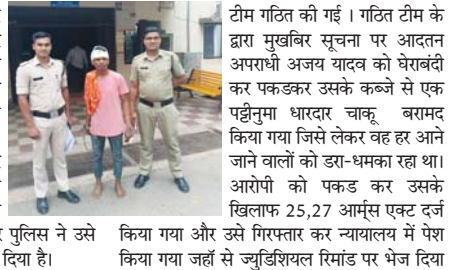 टीम गठित की गई । गठित टीम के
द्वारा मुखबिर सूचना पर आदतन
अपराधी अजय यादव को घेराबंदी
कर पकडकर उसके कब्जे से एक
पट्टीनुमा धारदार चाकू बरामद
किया गया जिसे लेकर वह हर आने
जाने वालों को डरा-धमका रहा था।
आरोपी को पकड कर उसके
खिलाफ 25,27 आर्म्स एक्ट दर्ज
किया गया और उसे गिरफ्तार कर न्यायालय में पेश
किया गया जहॉ से ज्युडिशियल रिमांड पर भेज दिया
पुलिस ने उसे
दिया है।